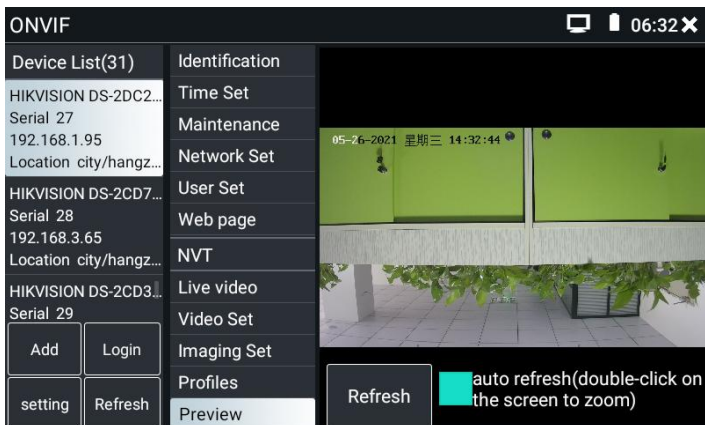 ONVIF
06:32
Device List(31)
HIKVISION DS-2DC2...
Serial 27
192.168.1.95
Location city/hangz...
HIKVISION DS-2CD7...
Serial 28
192.168.3.65
Location city/hangz...
HIKVISION DS-2CD3...
Serial 29
Add
Login
setting
Refresh
Identification
Time Set
Maintenance
Network Set
User Set
Web page
NVT
Live video
Video Set
Imaging Set
Profiles
Preview
05-26-2021 星期三 14:32:44
Refresh
auto refresh(double-click on
the screen to zoom)